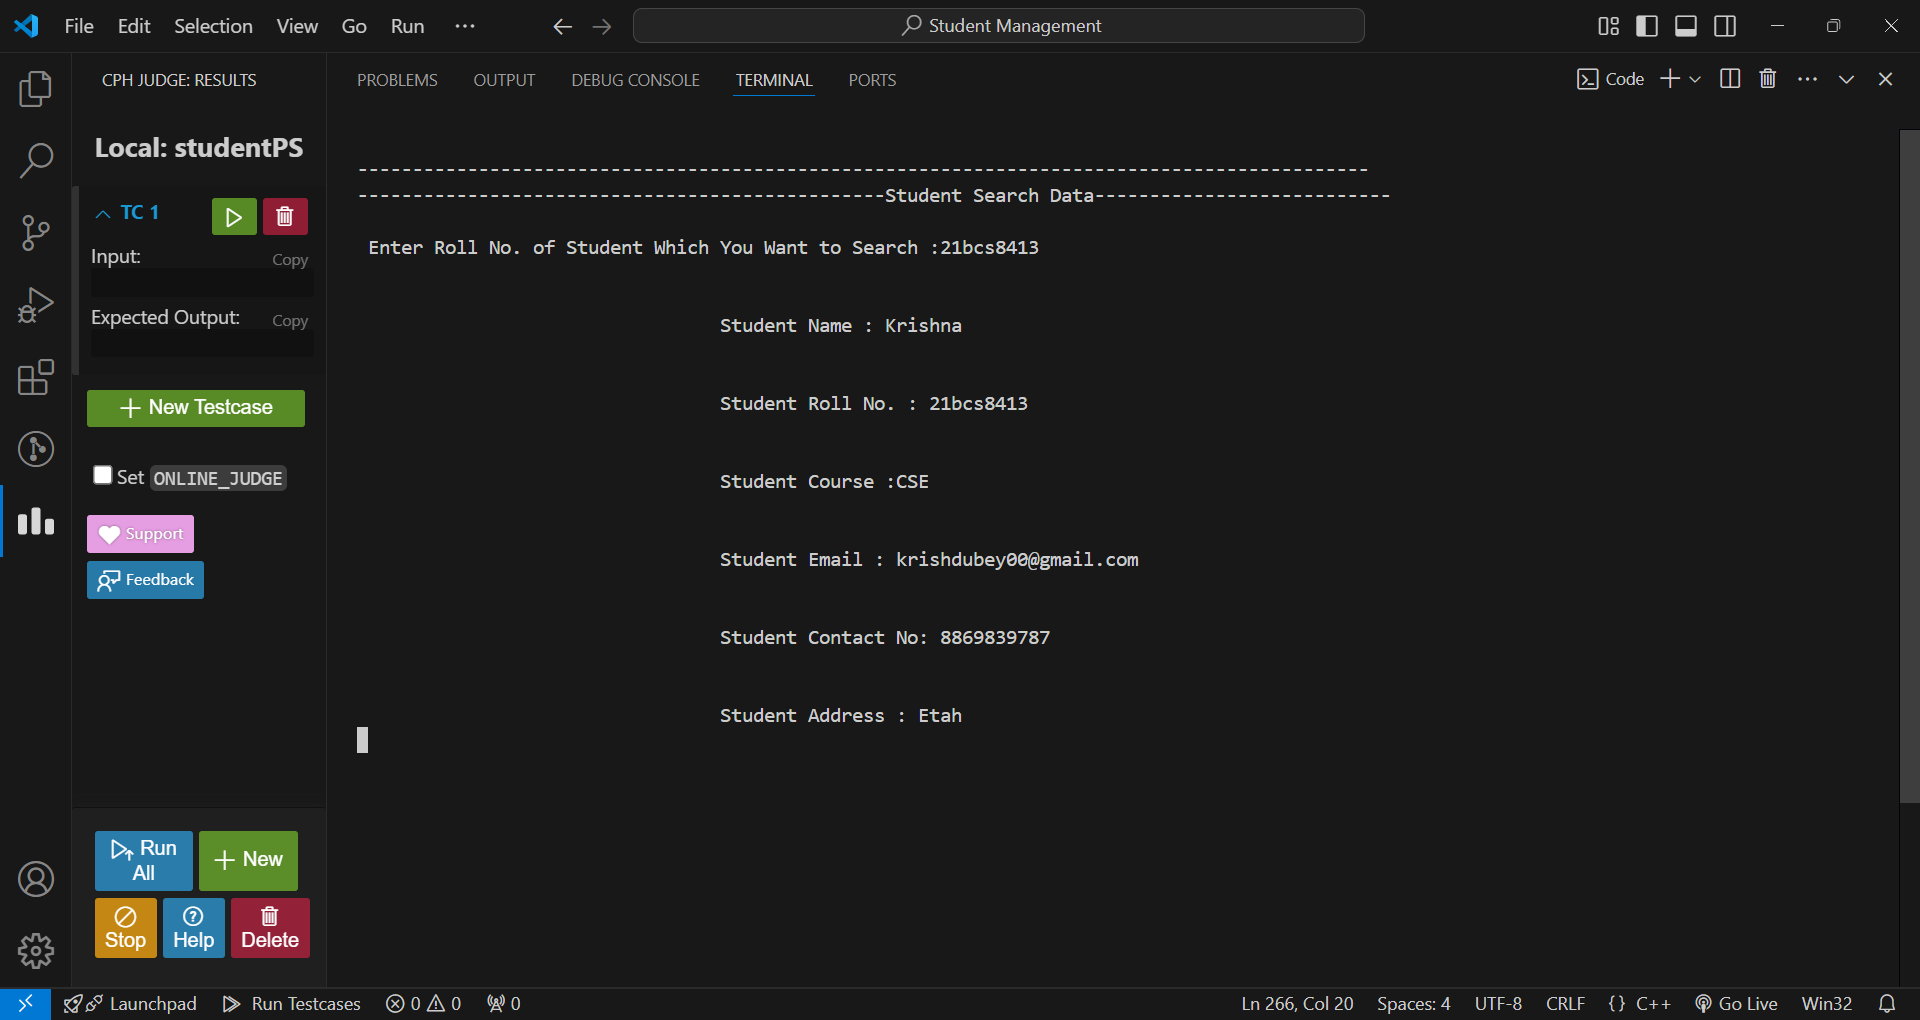 File Edit Selection View Go Run ··· Student Management
CPH JUDGE: RESULTS
PROBLEMS OUTPUT DEBUG CONSOLE TERMINAL PORTS Code
Local: studentPS
TC 1
Input: Copy
Expected Output: Copy
+ New Testcase
Set ONLINE_JUDGE
Support
Feedback
Run All
+ New
Stop
Help
Delete
--------------------------------------------------------------------------------------------
------------------------------------------------Student Search Data---------------------------
Enter Roll No. of Student Which You Want to Search :21bcs8413
Student Name : Krishna
Student Roll No. : 21bcs8413
Student Course :CSE
Student Email : krishdubey00@gmail.com
Student Contact No: 8869839787
Student Address : Etah
Launchpad Run Testcases 0 0 0 Ln 266, Col 20 Spaces: 4 UTF-8 CRLF {} C++ Go Live Win32